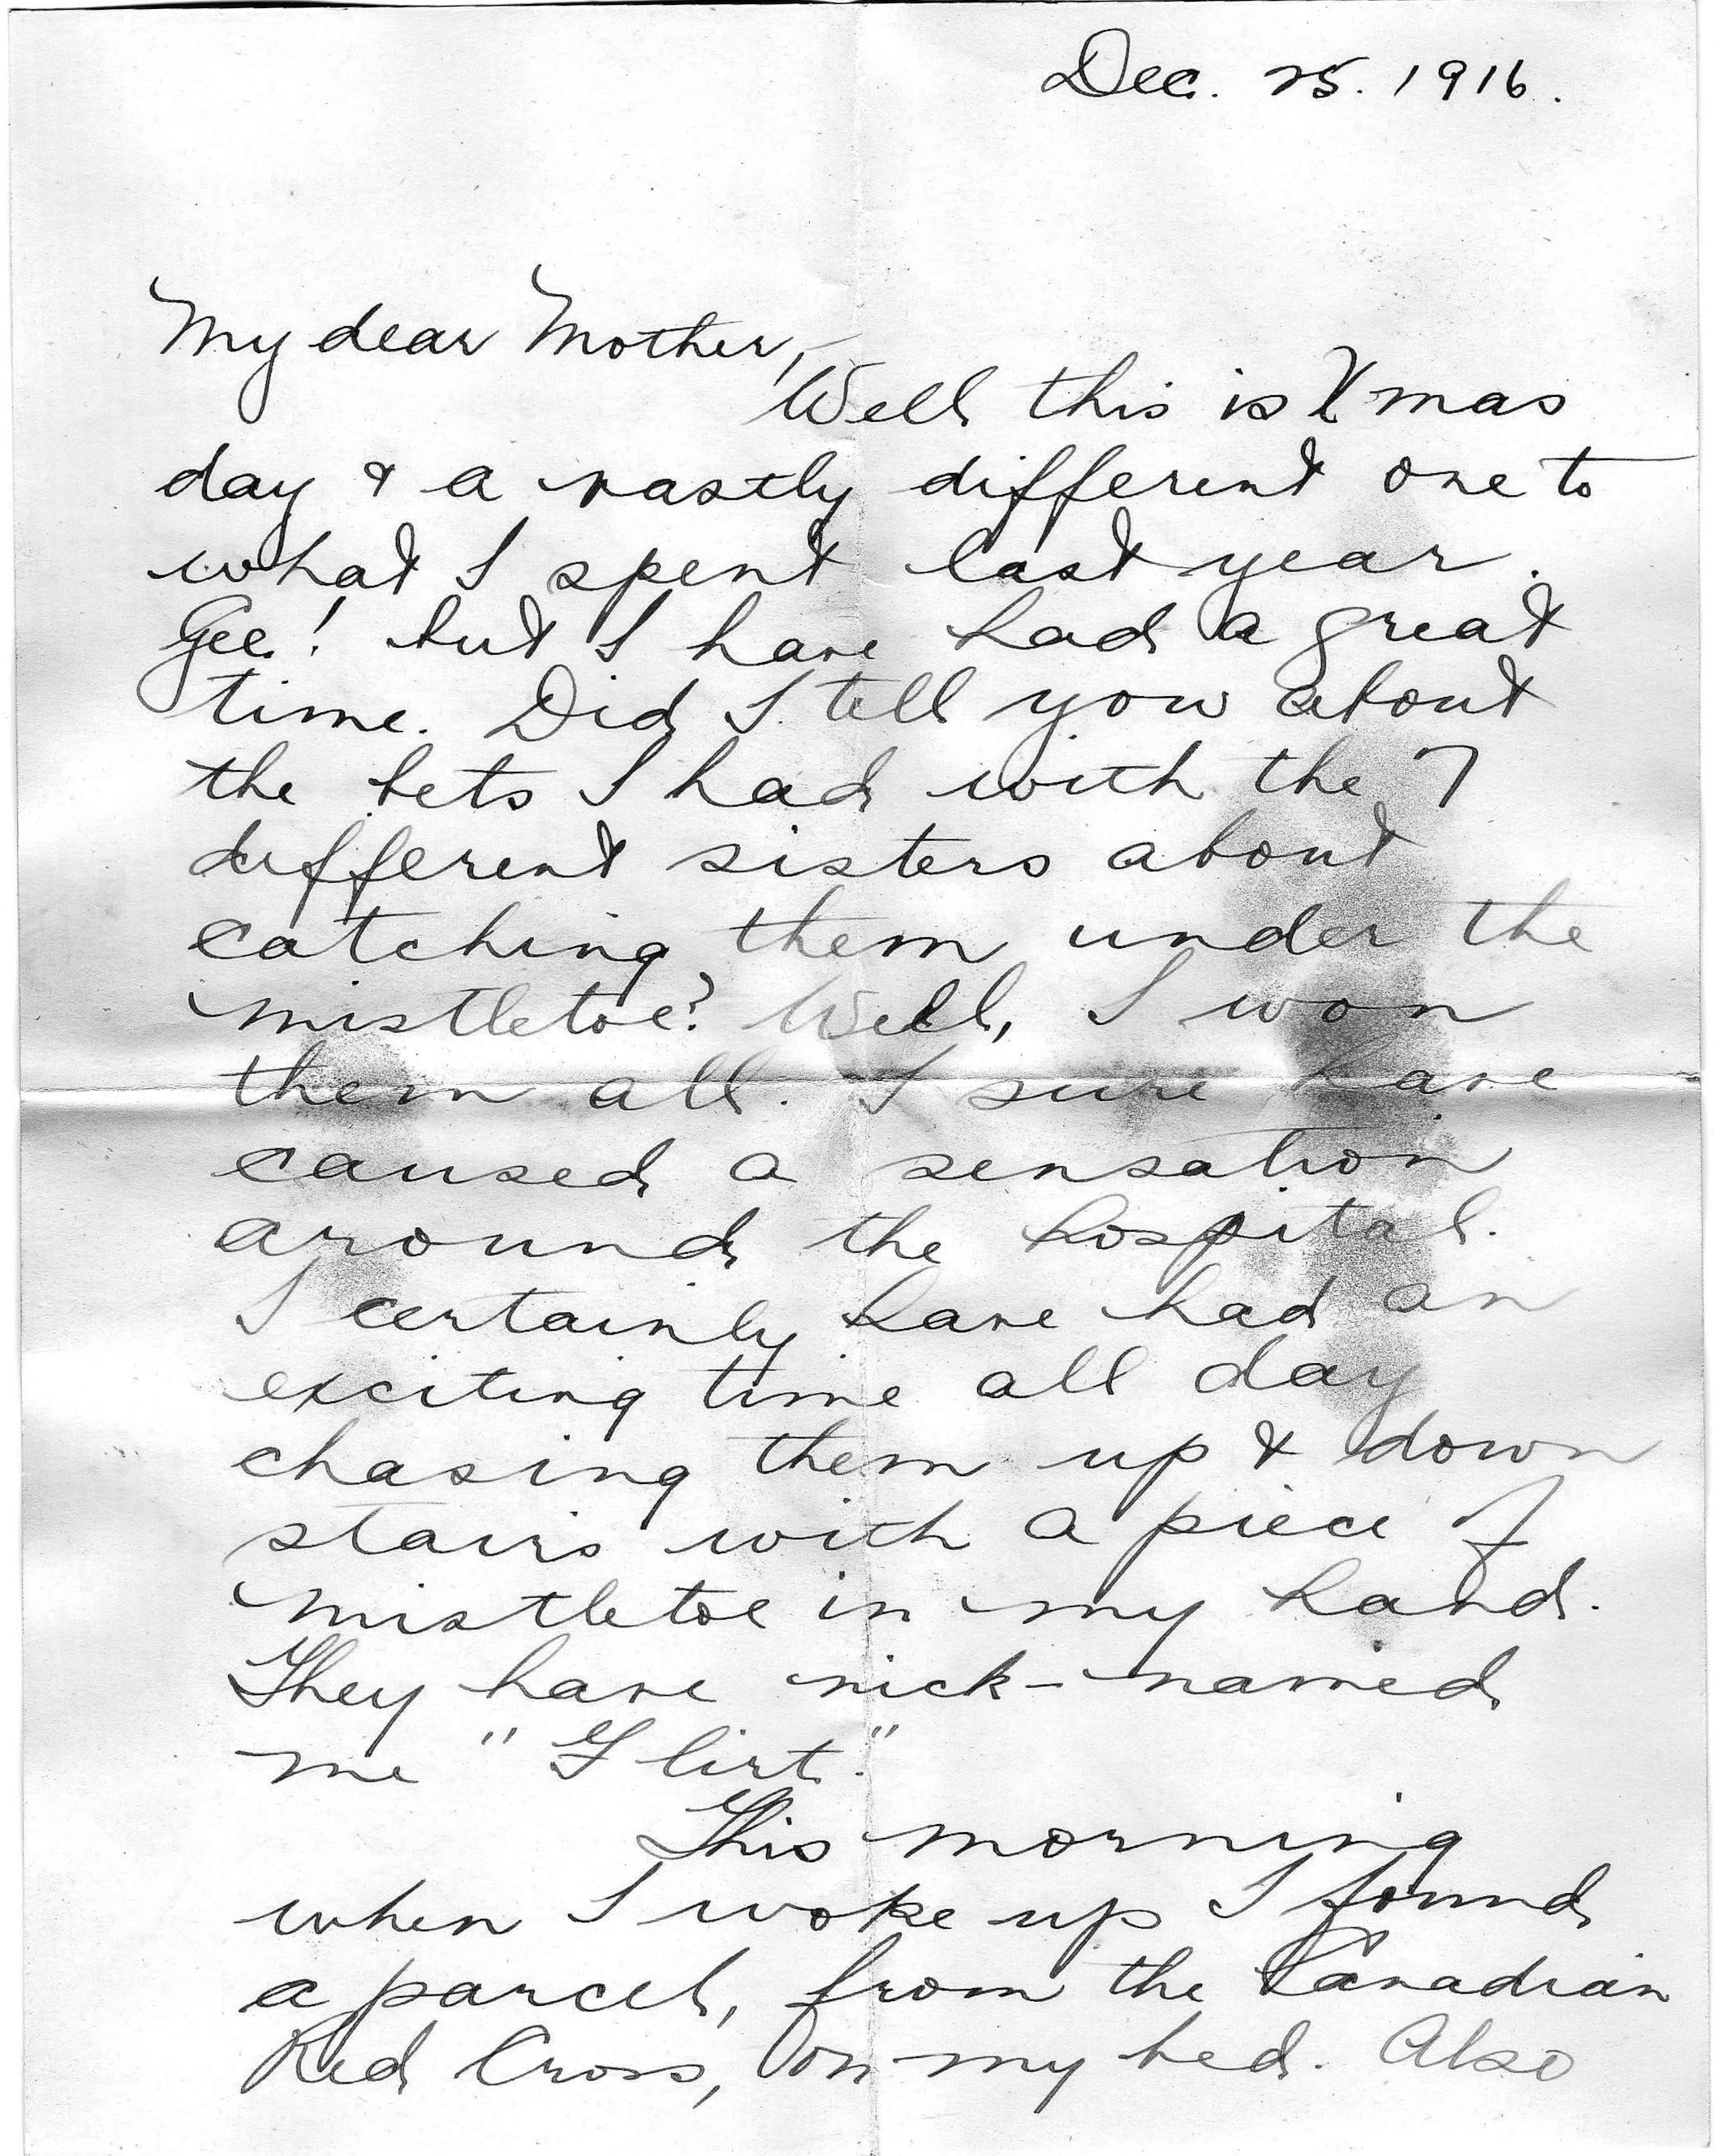 Dec. 25. 1916.
My dear Mother,
Well this is Xmas
day & a vastly different one to
what I spent last year.
Gee! but I have had a great
time. Did I tell you about
the bets I had with the 7
different sisters about
catching them under the
mistletoe? Well, I won
them all. I sure have
caused a sensation
around the hospital.
I certainly have had an
exciting time all day
chasing them up & down
stairs with a piece of
mistletoe in my hand.
They have nick-named
me "Flirt."
This morning
when I woke up I found
a parcel, from the Canadian
Red Cross, on my bed. Also